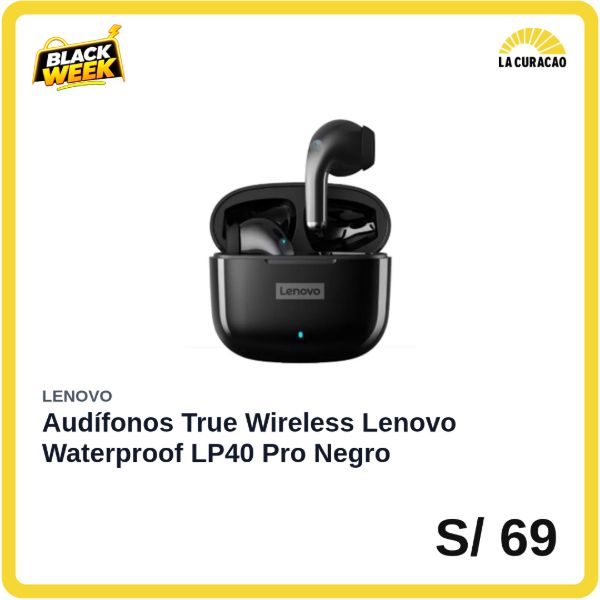 BLACK
WEEK
LA CURACAO
Lenovo
LENOVO
Audífonos True Wireless Lenovo
Waterproof LP40 Pro Negro
S/ 69